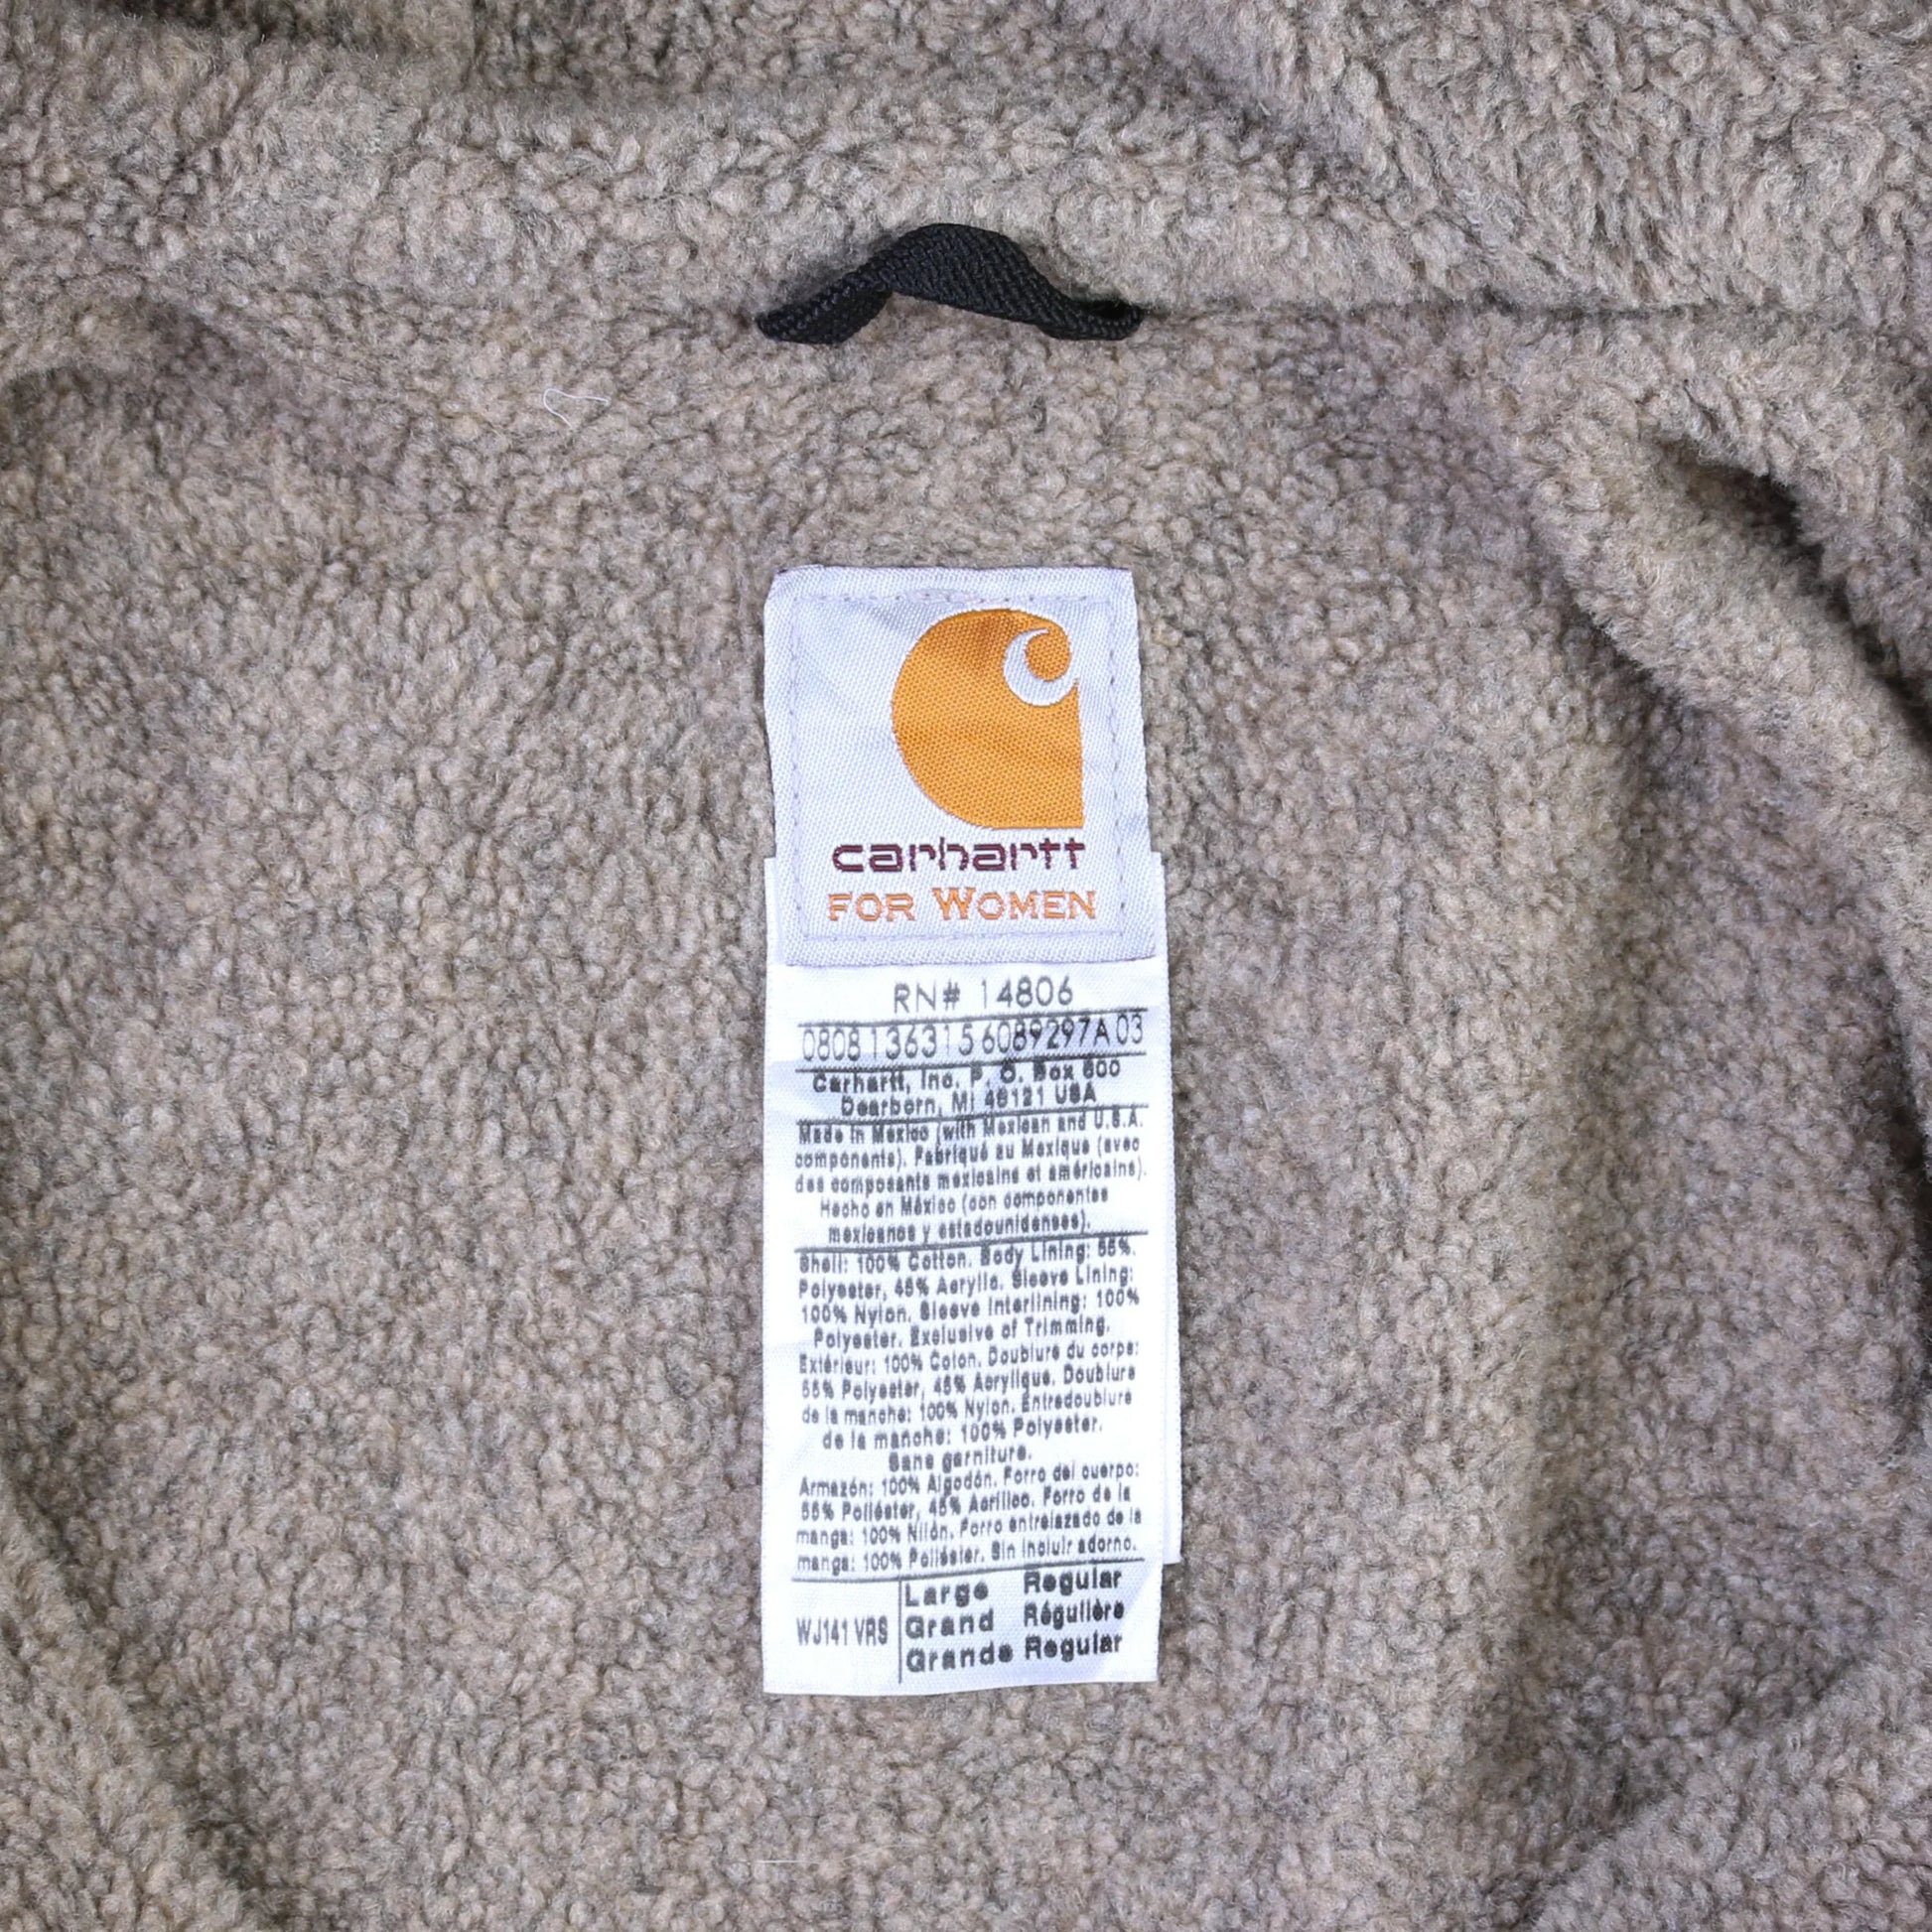 carhartt
FOR WOMEN
RN# 14806
0808136315 6089297A 03
Carhartt, Inc. P. O. Box 600
Dearborn, MI 48121 USA
Made in Mexico (with Mexican and U.S.A.
components). Fabriqué au Mexique (avec
des composants mexicains et américains).
Hecho en México (con componentes
mexicanos y estadounidenses).
Shell: 100% Cotton. Body Lining: 55%.
Polyester, 45% Acrylic. Sleeve Lining:
100% Nylon. Sleeve Interlining: 100%
Polyester. Exclusive of Trimming.
Extérieur: 100% Coton. Doublure du corps:
55% Polyester, 45% Acrylique. Doublure
de la manche: 100% Nylon. Entredoublure
de la manche: 100% Polyester.
Sans garniture.
Armazón: 100% Algodón. Forro del cuerpo:
55% Poliéster, 45% Acrílico. Forro de la
manga: 100% Nilón. Forro entrelazado de la
manga: 100% Poliéster. Sin incluir adorno.
WJ141 VRS
Large Regular
Grand Régulière
Grande Regular